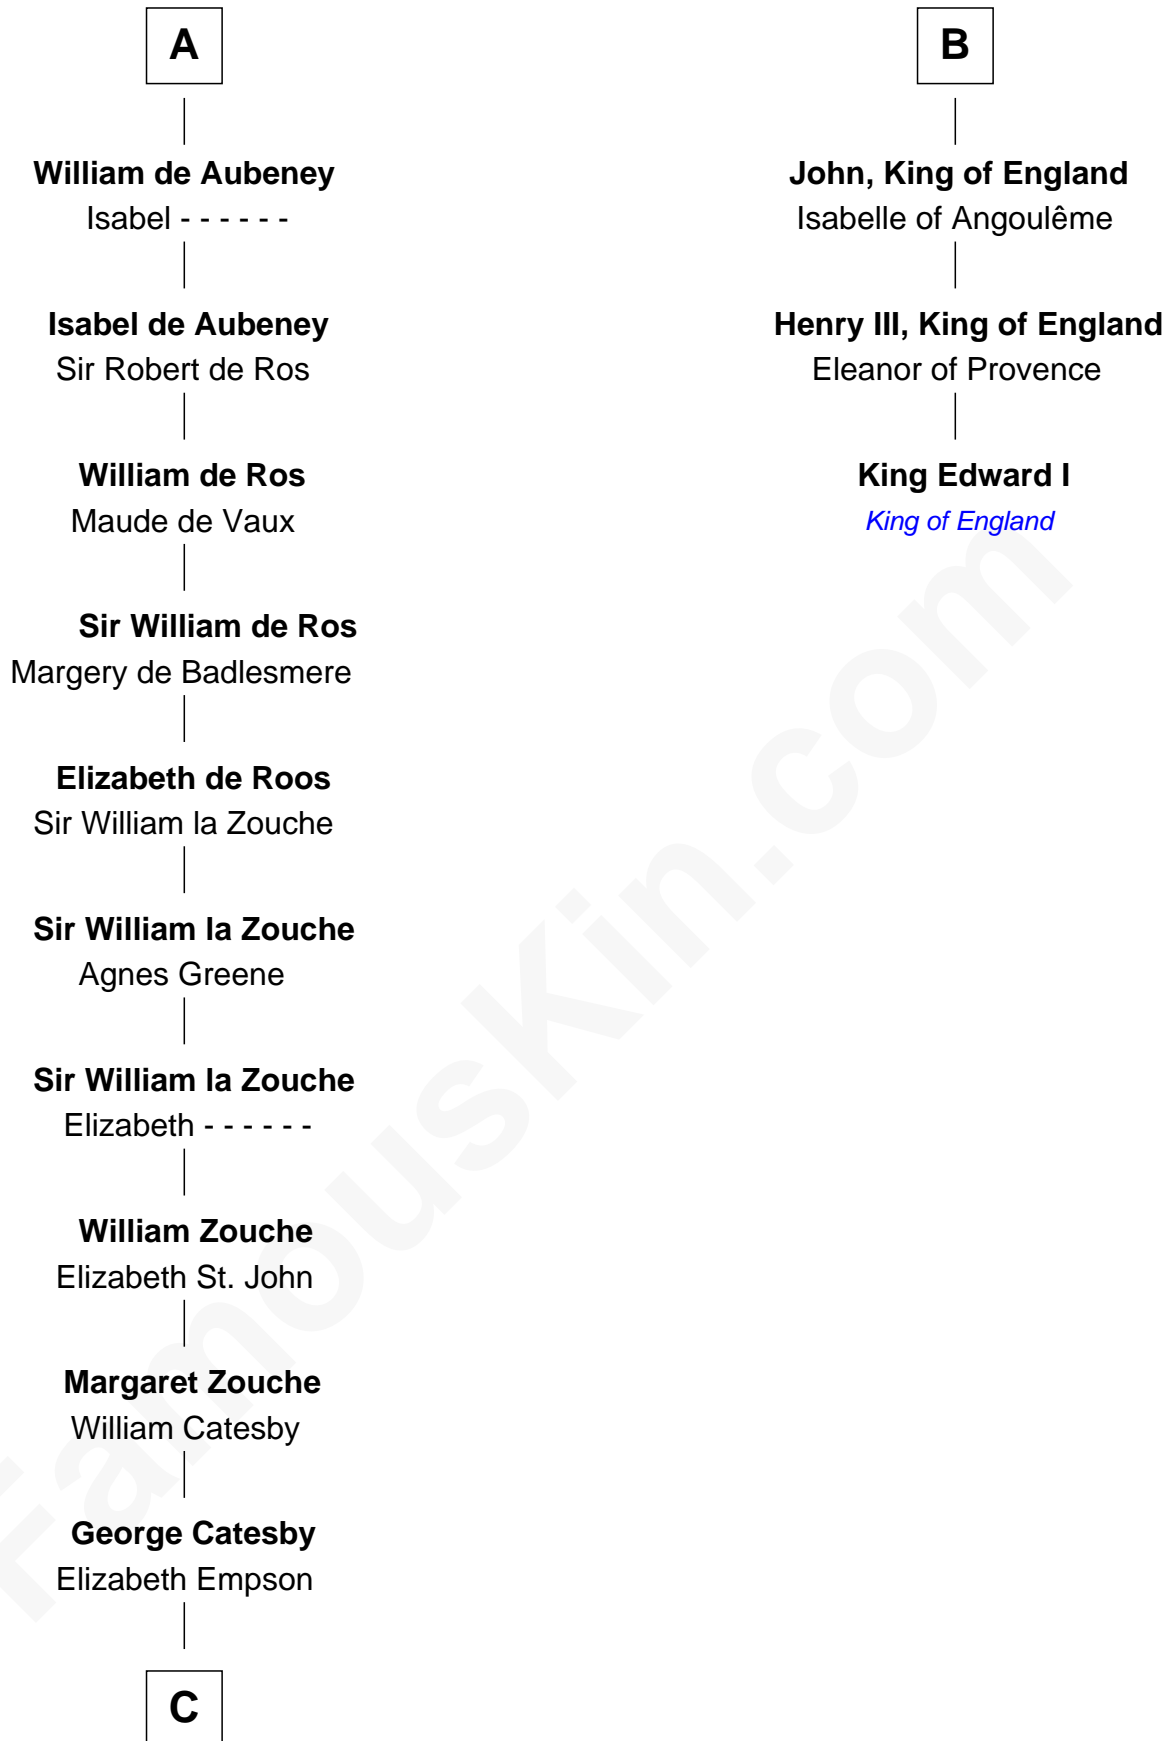 A
William de Aubeney
Isabel - - - - - -
Isabel de Aubeney
Sir Robert de Ros
William de Ros
Maude de Vaux
Sir William de Ros
Margery de Badlesmere
Elizabeth de Roos
Sir William la Zouche
Sir William la Zouche
Agnes Greene
Sir William la Zouche
Elizabeth - - - - - -
William Zouche
Elizabeth St. John
Margaret Zouche
William Catesby
George Catesby
Elizabeth Empson
C
B
John, King of England
Isabelle of Angoulême
Henry III, King of England
Eleanor of Provence
King Edward I
King of England
FamousKin.com